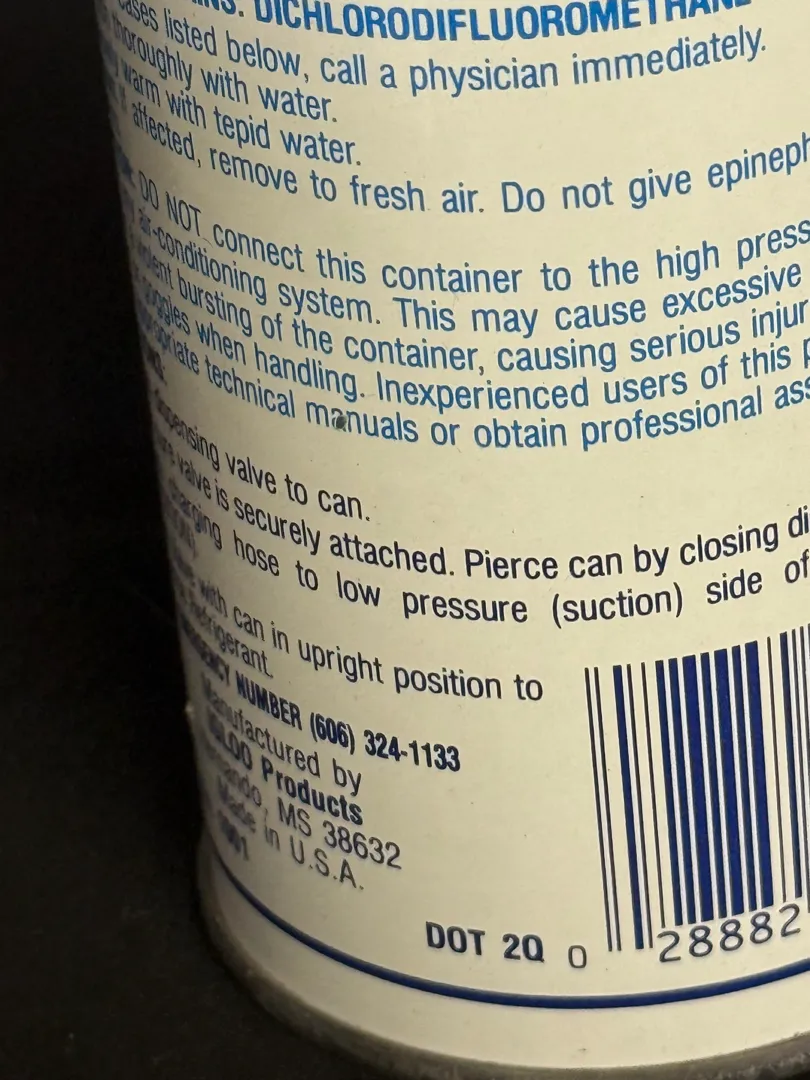 DICHLORODIFLUOROMETHANE
cases listed below, call a physician immediately.
thoroughly with water.
warm with tepid water.
affected, remove to fresh air. Do not give epineph
DO NOT connect this container to the high press
air-conditioning system. This may cause excessive
bursting of the container, causing serious injur
goggles when handling. Inexperienced users of this p
technical manuals or obtain professional ass
valve to can.
valve is securely attached. Pierce can by closing di
hose to low pressure (suction) side of
with can in upright position to
refrigerant.
NUMBER (606) 324-1133
Manufactured by
IGLOO Products
MS 38632
Made in U.S.A.
DOT 2Q
0 28882